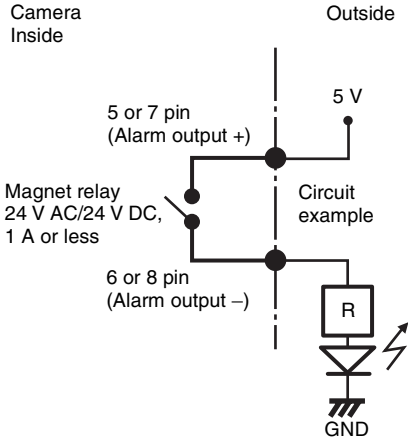 Camera
Inside
Outside
5 V
5 or 7 pin
(Alarm output +)
Magnet relay
24 V AC/24 V DC,
1 A or less
Circuit
example
6 or 8 pin
(Alarm output –)
R
GND